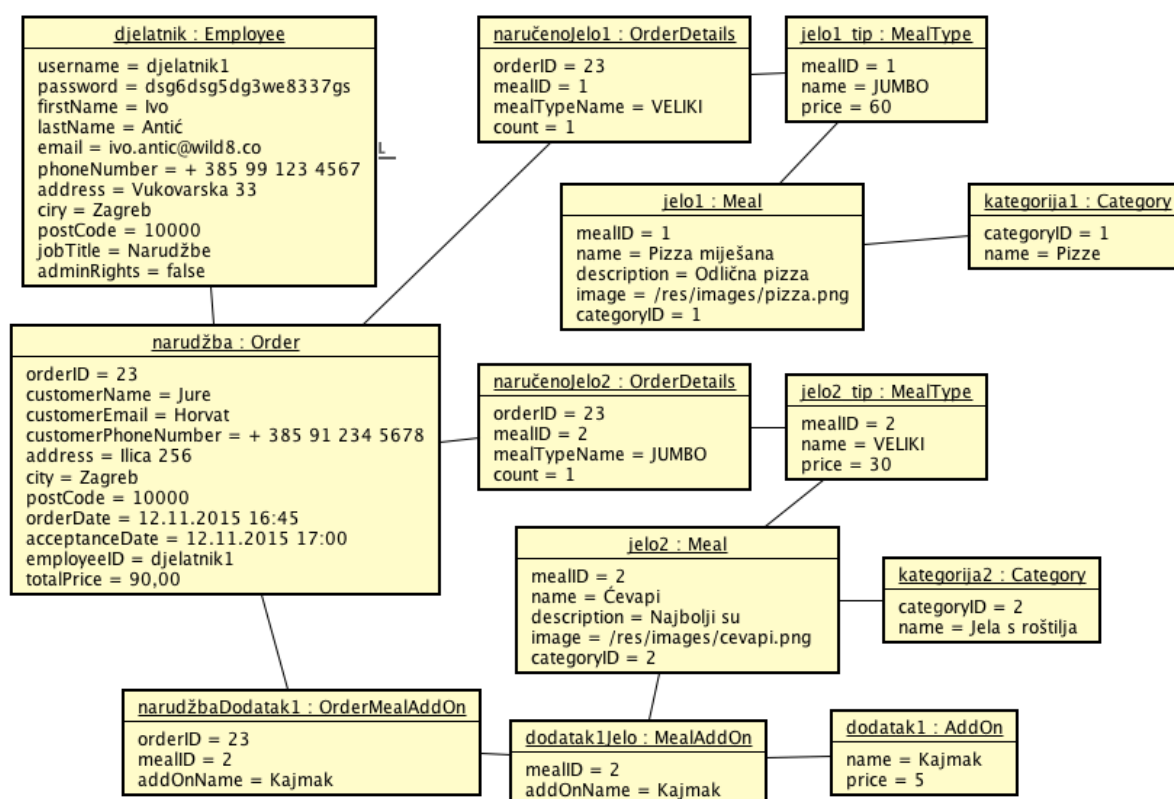 djelatnik : Employee
username = djelatnik1
password = dsg6dsg5dg3we8337gs
firstName = Ivo
lastName = Antić
email = ivo.antic@wild8.co
phoneNumber = + 385 99 123 4567
address = Vukovarska 33
ciry = Zagreb
postCode = 10000
jobTitle = Narudžbe
adminRights = false
L
naručenoJelo1 : OrderDetails
orderID = 23
mealID = 1
mealTypeName = VELIKI
count = 1
jelo1_tip : MealType
mealID = 1
name = JUMBO
price = 60
jelo1 : Meal
mealID = 1
name = Pizza miješana
description = Odlična pizza
image = /res/images/pizza.png
categoryID = 1
kategorija1 : Category
categoryID = 1
name = Pizze
narudžba : Order
orderID = 23
customerName = Jure
customerEmail = Horvat
customerPhoneNumber = + 385 91 234 5678
address = Ilica 256
city = Zagreb
postCode = 10000
orderDate = 12.11.2015 16:45
acceptanceDate = 12.11.2015 17:00
employeeID = djelatnik1
totalPrice = 90,00
naručenoJelo2 : OrderDetails
orderID = 23
mealID = 2
mealTypeName = JUMBO
count = 1
jelo2_tip : MealType
mealID = 2
name = VELIKI
price = 30
jelo2 : Meal
mealID = 2
name = Ćevapi
description = Najbolji su
image = /res/images/cevapi.png
categoryID = 2
kategorija2 : Category
categoryID = 2
name = Jela s roštilja
narudžbaDodatak1 : OrderMealAddOn
orderID = 23
mealID = 2
addOnName = Kajmak
dodatak1Jelo : MealAddOn
mealID = 2
addOnName = Kajmak
dodatak1 : AddOn
name = Kajmak
price = 5